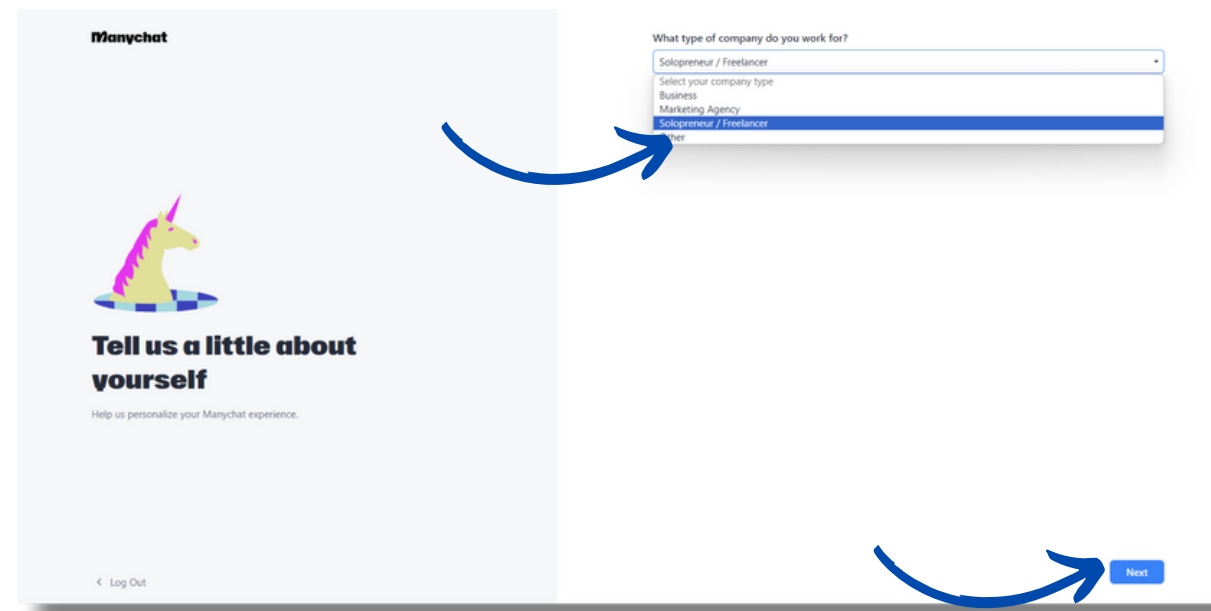 Manychat
Tell us a little about
yourself
Help us personalize your Manychat experience.
< Log Out
What type of company do you work for?
Solopreneur / Freelancer
Select your company type
Business
Marketing Agency
Solopreneur / Freelancer
Other
Next